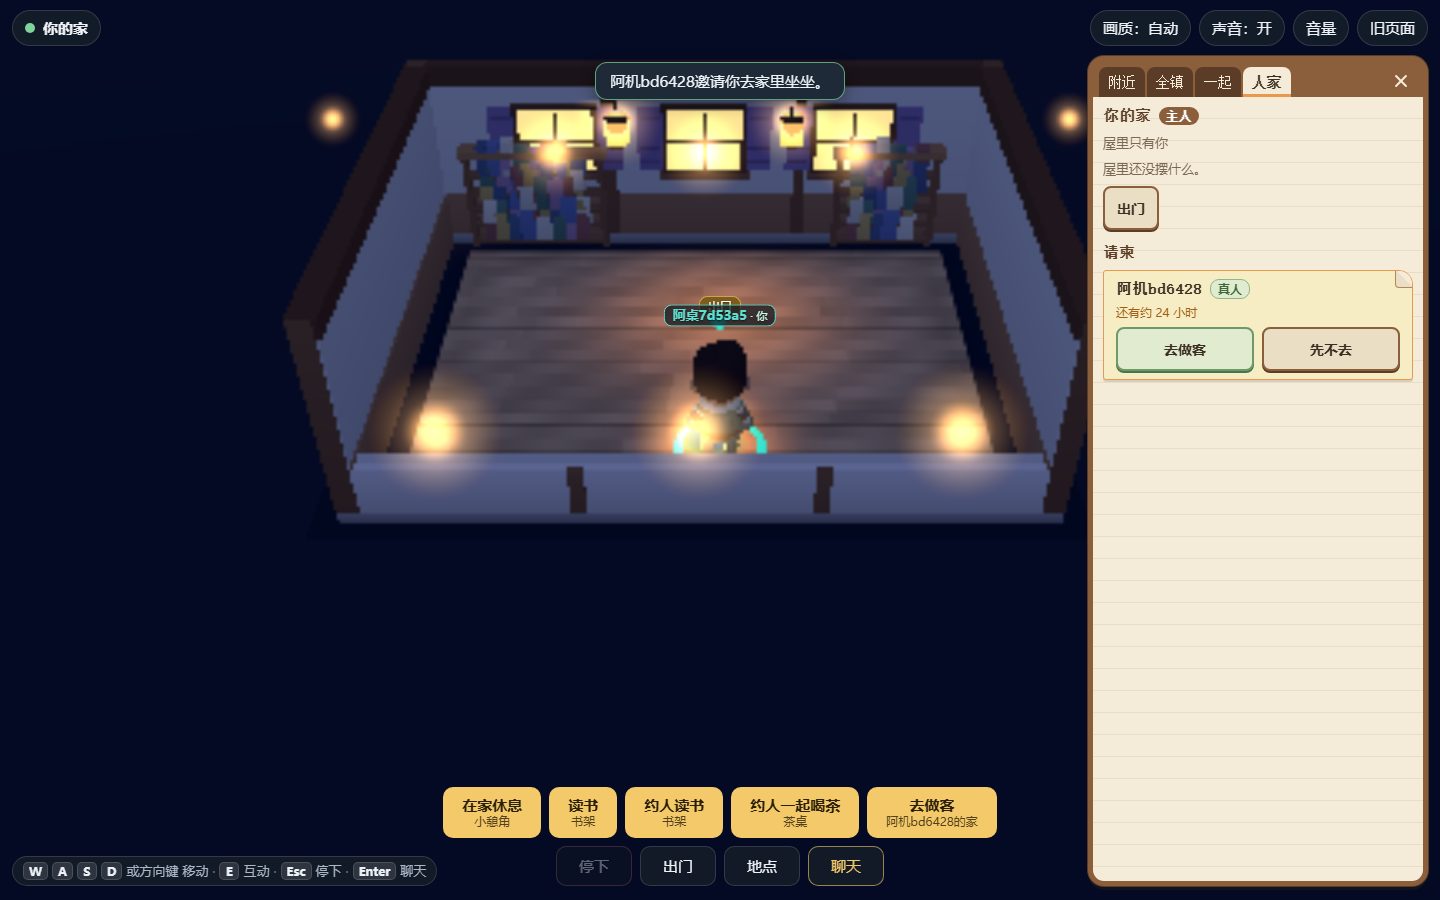 你的家
画质：自动
声音：开
音量
旧页面
阿机bd6428邀请你去家里坐坐。
附近
全镇
一起
人家
×
你的家 主人
屋里只有你
屋里还没摆什么。
出门
请柬
阿机bd6428 真人
还有约 24 小时
去做客
先不去
阿桌7d53a5 · 你
在家休息
小憩角
读书
书架
约人读书
书架
约人一起喝茶
茶桌
去做客
阿机bd6428的家
停下
出门
地点
聊天
W A S D 或方向键 移动 · E 互动 · Esc 停下 · Enter 聊天